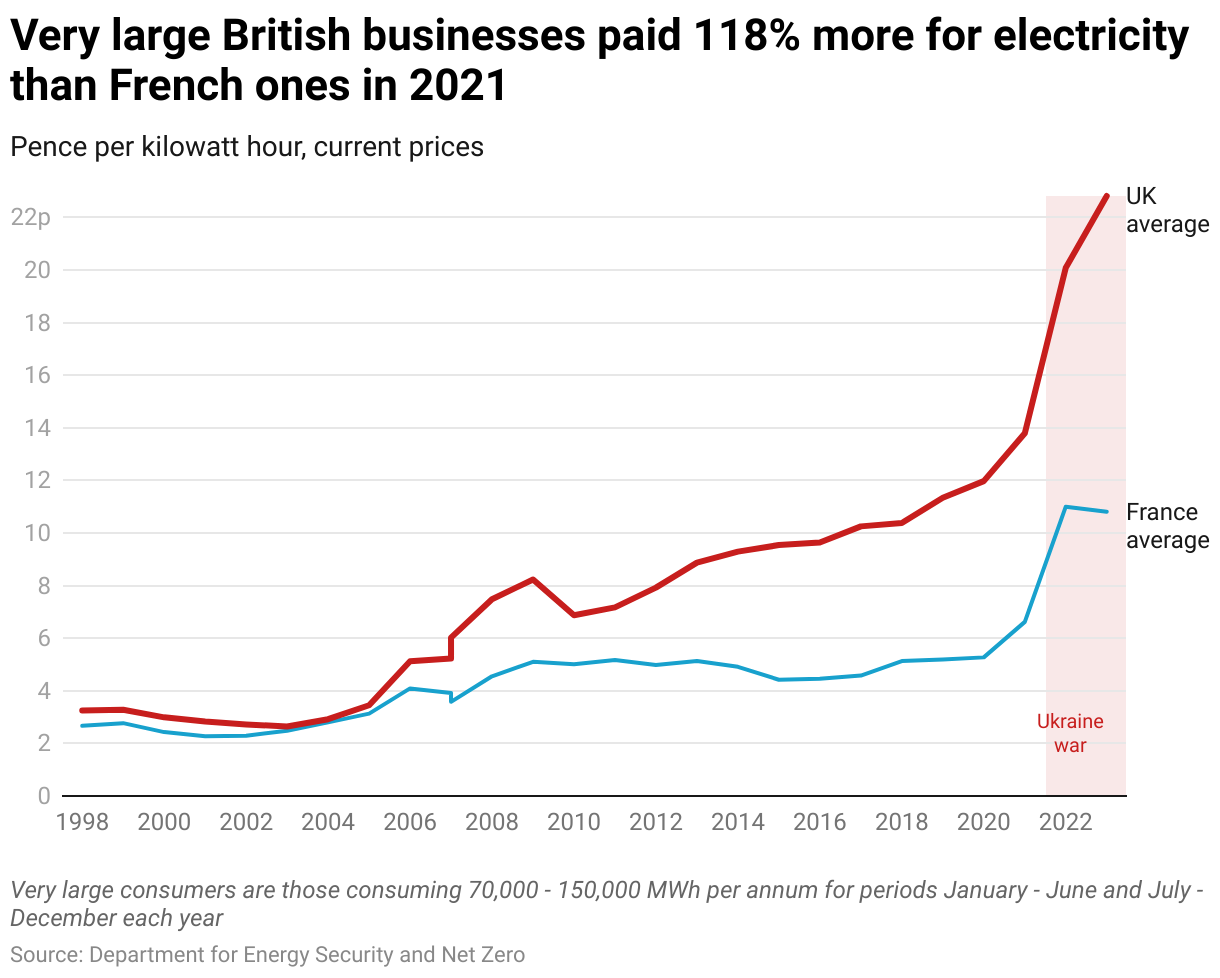 Very large British businesses paid 118% more for electricity
than French ones in 2021
Pence per kilowatt hour, current prices
22p
20
18
16
14
12
10
8
6
4
2
0
UK
average
France
average
Ukraine
war
1998 2000 2002 2004 2006 2008 2010 2012 2014 2016 2018 2020 2022
Very large consumers are those consuming 70,000 - 150,000 MWh per annum for periods January - June and July -
December each year
Source: Department for Energy Security and Net Zero